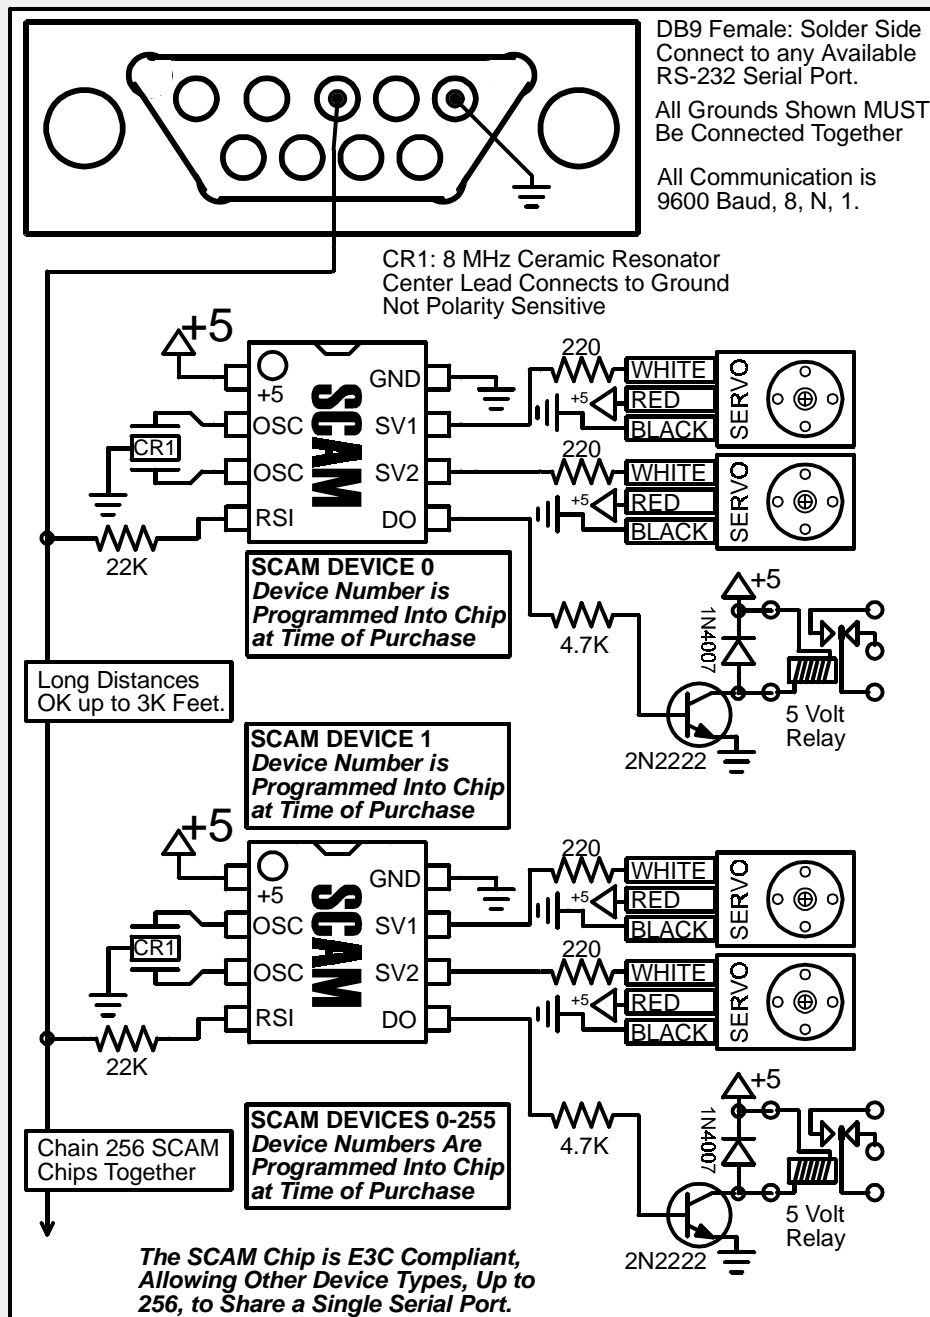 DB9 Female: Solder Side
Connect to any Available
RS-232 Serial Port.
All Grounds Shown MUST
Be Connected Together
All Communication is
9600 Baud, 8, N, 1.
CR1: 8 MHz Ceramic Resonator
Center Lead Connects to Ground
Not Polarity Sensitive
+5
+5
OSC
OSC
RSI
SCAM
GND
SV1
SV2
DO
CR1
22K
220
WHITE
+5
RED
BLACK
SERVO
220
WHITE
+5
RED
BLACK
SERVO
SCAM DEVICE 0
Device Number is
Programmed Into Chip
at Time of Purchase
4.7K
+5
1N4007
2N2222
5 Volt
Relay
Long Distances
OK up to 3K Feet.
SCAM DEVICE 1
Device Number is
Programmed Into Chip
at Time of Purchase
+5
+5
OSC
OSC
RSI
SCAM
GND
SV1
SV2
DO
CR1
22K
220
WHITE
+5
RED
BLACK
SERVO
220
WHITE
+5
RED
BLACK
SERVO
SCAM DEVICES 0-255
Device Numbers Are
Programmed Into Chip
at Time of Purchase
4.7K
+5
1N4007
2N2222
5 Volt
Relay
Chain 256 SCAM
Chips Together
The SCAM Chip is E3C Compliant,
Allowing Other Device Types, Up to
256, to Share a Single Serial Port.